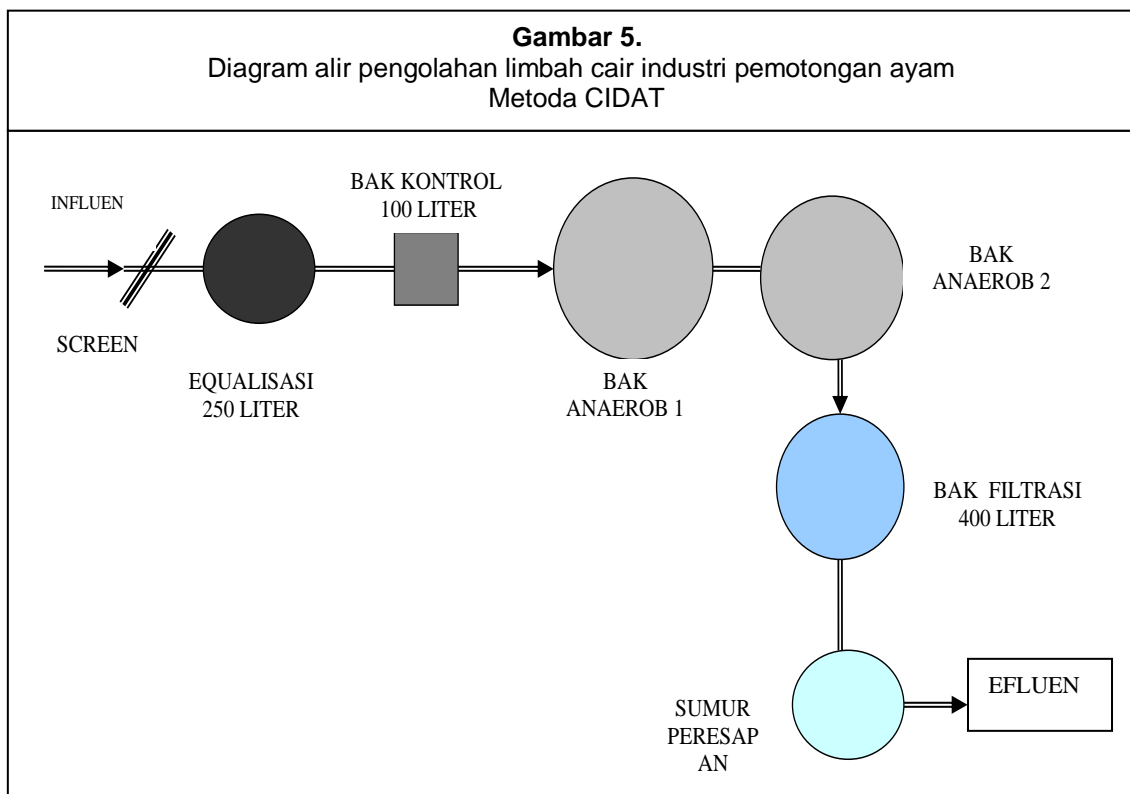 Gambar 5.
Diagram alir pengolahan limbah cair industri pemotongan ayam
Metoda CIDAT
INFLUEN
SCREEN
EQUALISASI
250 LITER
BAK KONTROL
100 LITER
BAK
ANAEROB 1
BAK
ANAEROB 2
BAK FILTRASI
400 LITER
SUMUR
PERESAP
AN
EFLUEN